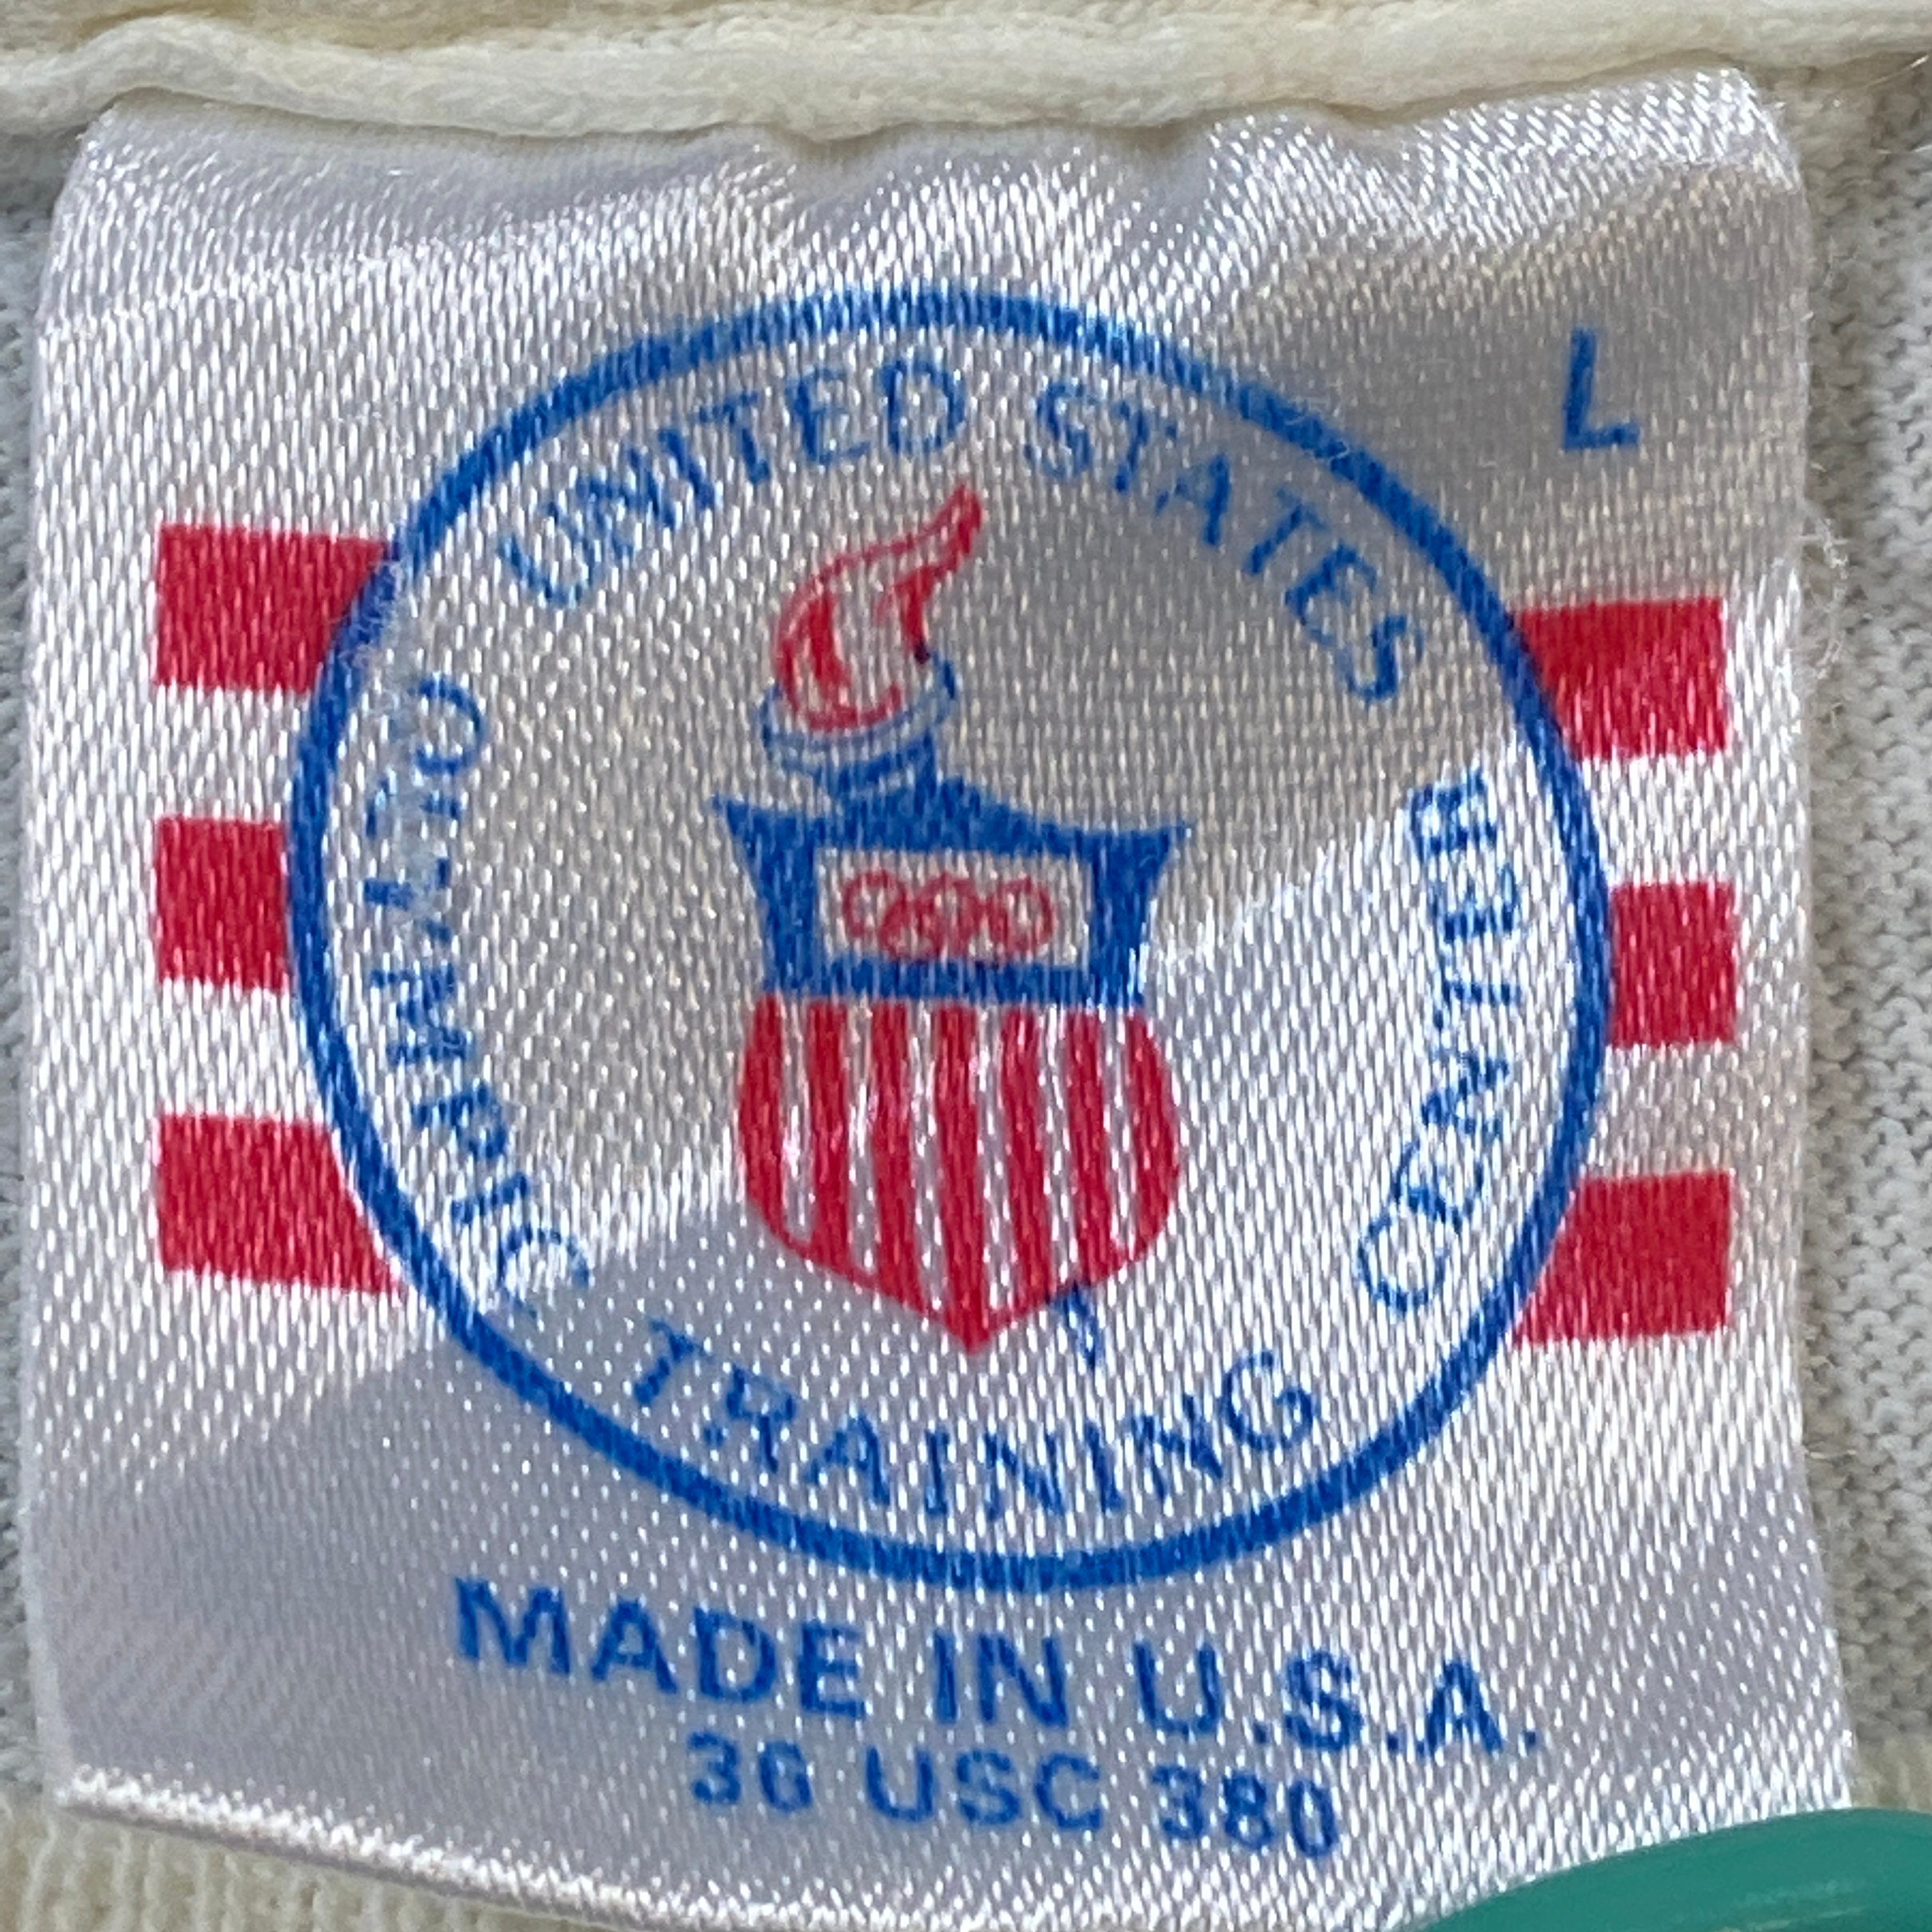 L
UNITED STATES
OLYMPIC TRAINING CENTER
MADE IN U.S.A.
36 USC 380